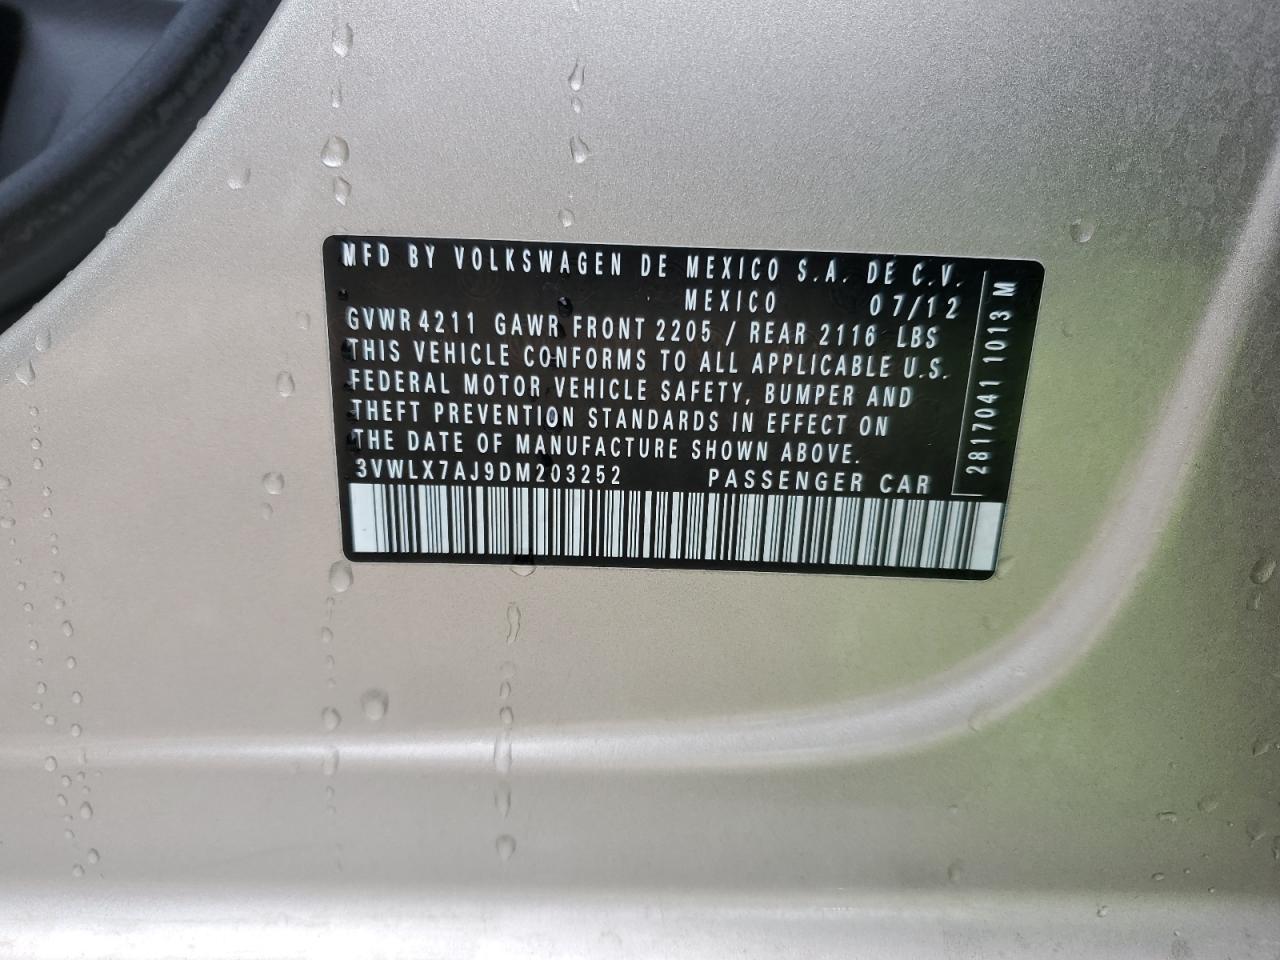 MFD BY VOLKSWAGEN DE MEXICO S.A. DE C.V.
MEXICO 07/12
GVWR 4211 GAWR FRONT 2205 / REAR 2116 LBS
THIS VEHICLE CONFORMS TO ALL APPLICABLE U.S.
FEDERAL MOTOR VEHICLE SAFETY, BUMPER AND
THEFT PREVENTION STANDARDS IN EFFECT ON
THE DATE OF MANUFACTURE SHOWN ABOVE.
3VWLX7AJ9DM203252 PASSENGER CAR
2817041 1013 M